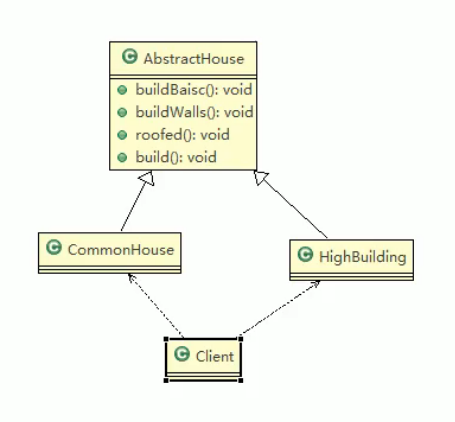 AbstractHouse
buildBaisc(): void
buildWalls(): void
roofed(): void
build(): void
CommonHouse
HighBuilding
Client